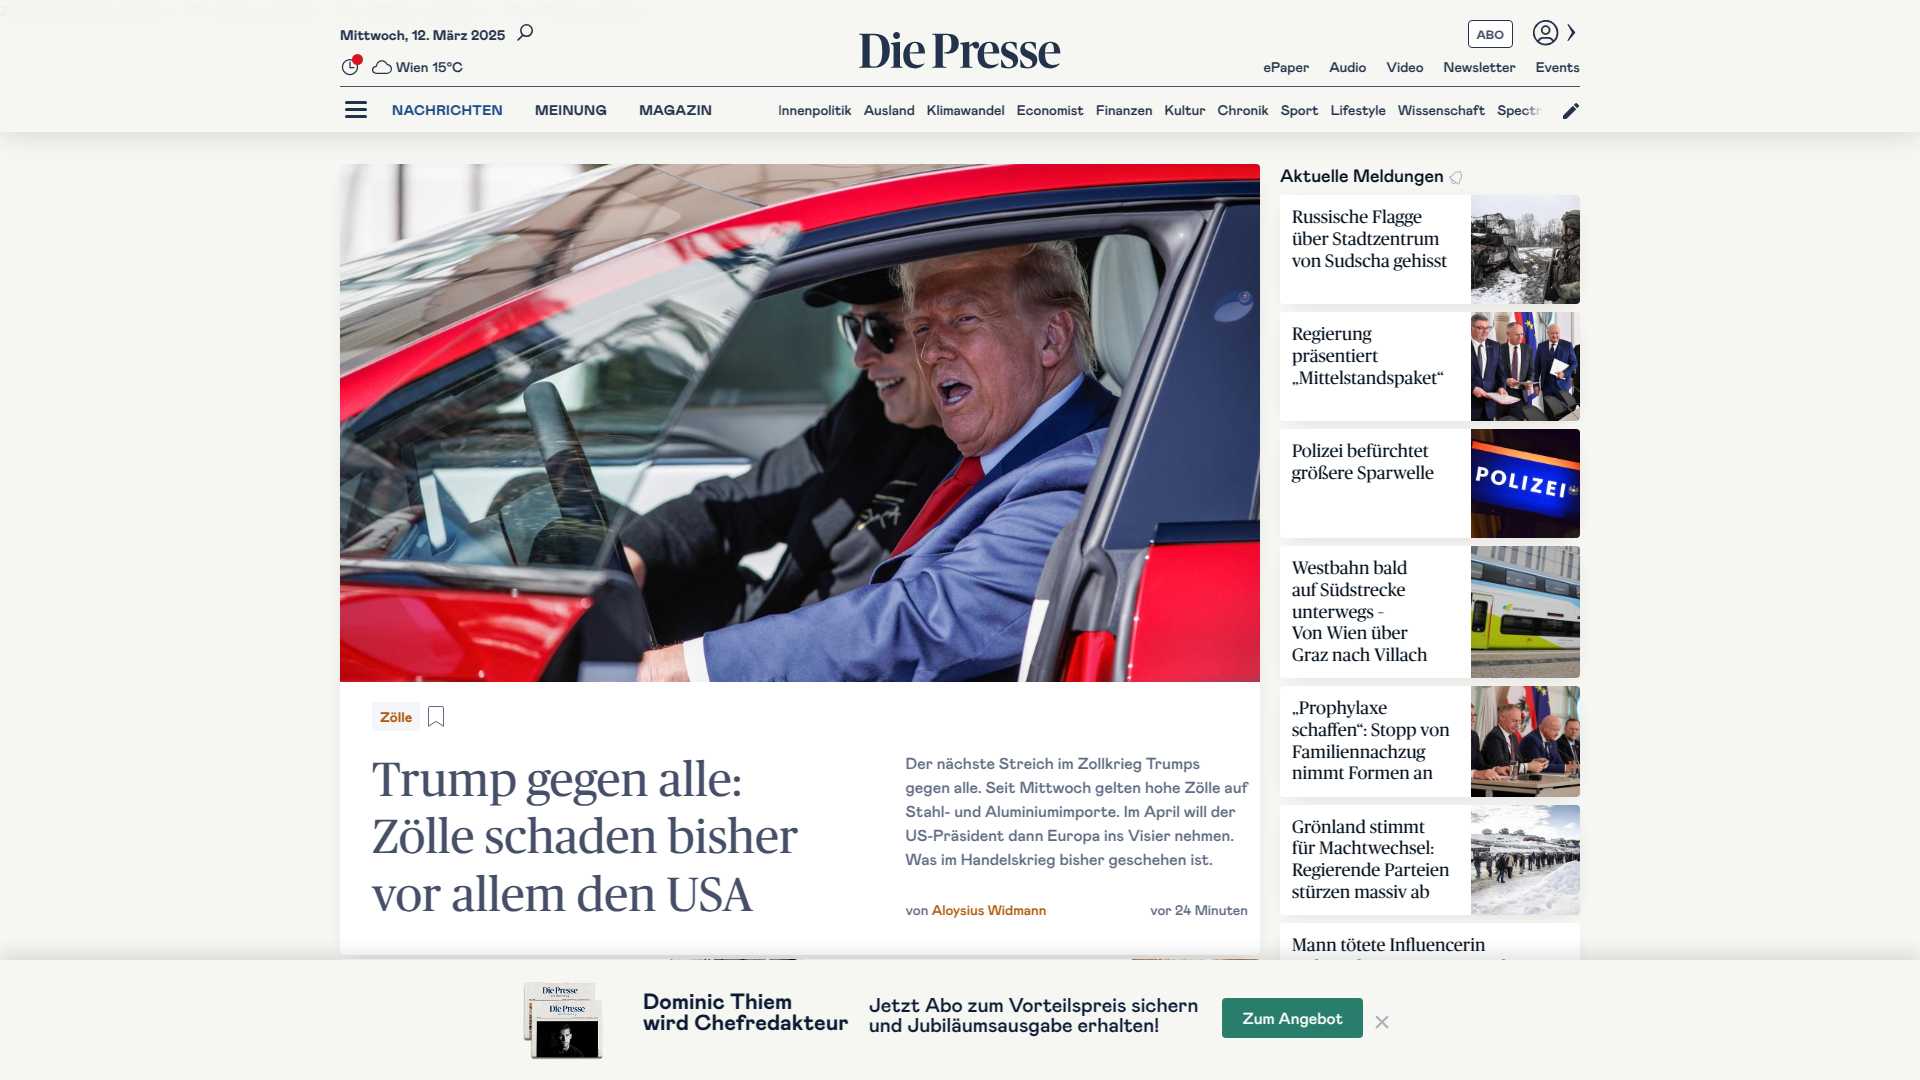 Mittwoch, 12. März 2025
Wien 15°C
Die Presse
ABO
ePaper Audio Video Newsletter Events
NACHRICHTEN MEINUNG MAGAZIN
Innenpolitik Ausland Klimawandel Economist Finanzen Kultur Chronik Sport Lifestyle Wissenschaft Spectr
Zölle
Trump gegen alle:
Zölle schaden bisher
vor allem den USA
Der nächste Streich im Zollkrieg Trumps
gegen alle. Seit Mittwoch gelten hohe Zölle auf
Stahl- und Aluminiumimporte. Im April will der
US-Präsident dann Europa ins Visier nehmen.
Was im Handelskrieg bisher geschehen ist.
von Aloysius Widmann
vor 24 Minuten
Aktuelle Meldungen
Russische Flagge
über Stadtzentrum
von Sudscha gehisst
Regierung
präsentiert
„Mittelstandspaket“
Polizei befürchtet
größere Sparwelle
POLIZEI
Westbahn bald
auf Südstrecke
unterwegs –
Von Wien über
Graz nach Villach
„Prophylaxe
schaffen“: Stopp von
Familiennachzug
nimmt Formen an
Grönland stimmt
für Machtwechsel:
Regierende Parteien
stürzen massiv ab
Mann tötete Influencerin
Die Presse
Die Presse
Dominic Thiem
wird Chefredakteur
Jetzt Abo zum Vorteilspreis sichern
und Jubiläumsausgabe erhalten!
Zum Angebot